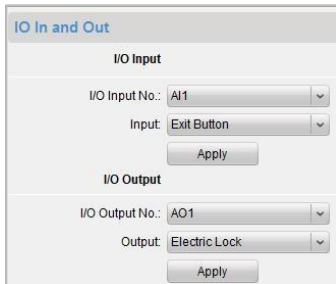 IO In and Out
I/O Input
I/O Input No.: AI1
Input: Exit Button
Apply
I/O Output
I/O Output No.: AO1
Output: Electric Lock
Apply